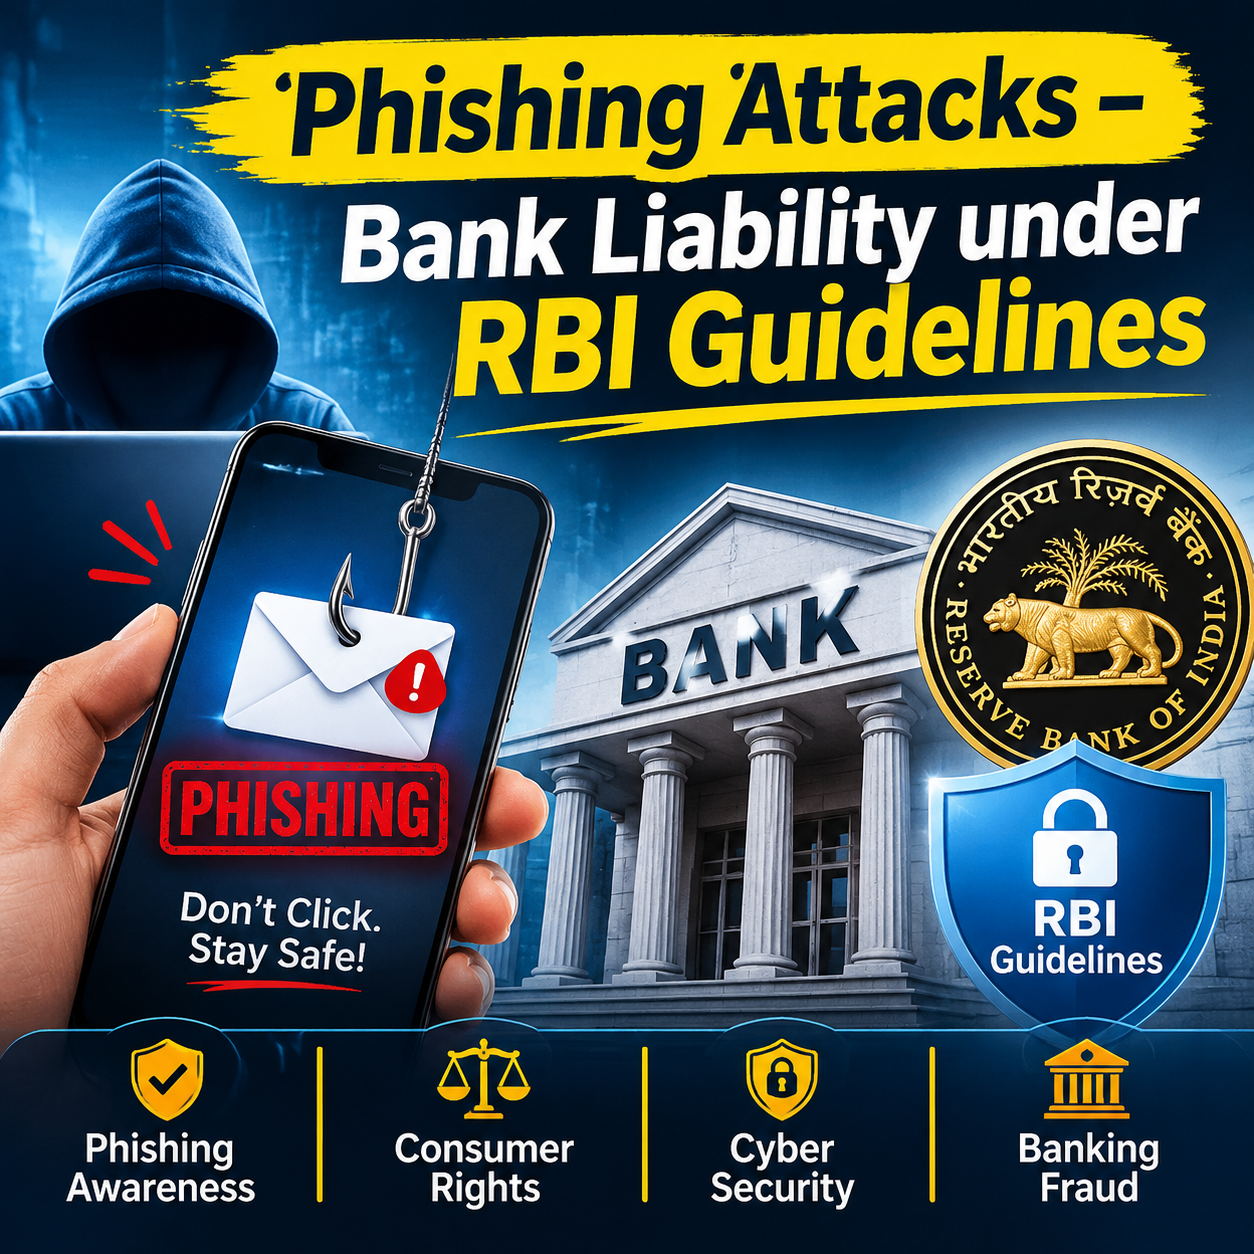 ‘Phishing ‘Attacks –
Bank Liability under
RBI Guidelines
भारतीय रिज़र्व बैंक
RESERVE BANK OF INDIA
BANK
!
PHISHING
Don't Click.
Stay Safe!
RBI
Guidelines
Phishing
Awareness
Consumer
Rights
Cyber
Security
Banking
Fraud